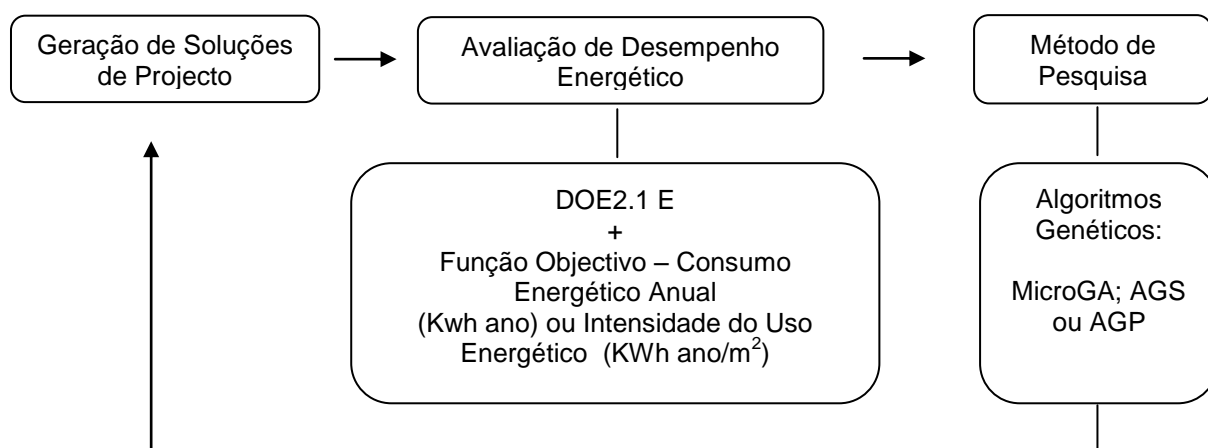 Geração de Soluções
de Projecto
Avaliação de Desempenho
Energético
Método de
Pesquisa
DOE2.1 E
+
Função Objectivo – Consumo
Energético Anual
(Kwh ano) ou Intensidade do Uso
Energético (KWh ano/m²)
Algoritmos
Genéticos:
MicroGA; AGS
ou AGP